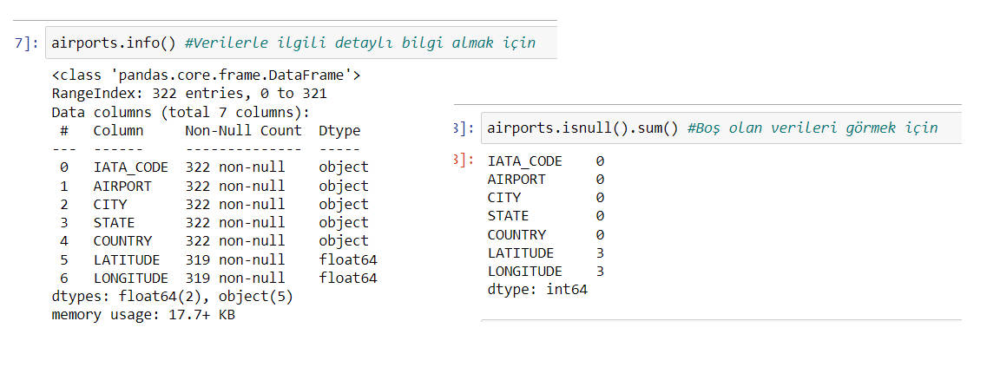 7]: airports.info() #Verilerle ilgili detaylı bilgi almak için
<class 'pandas.core.frame.DataFrame'>
RangeIndex: 322 entries, 0 to 321
Data columns (total 7 columns):
 #   Column     Non-Null Count  Dtype
---  ------     --------------  -----
 0   IATA_CODE  322 non-null    object
 1   AIRPORT    322 non-null    object
 2   CITY       322 non-null    object
 3   STATE      322 non-null    object
 4   COUNTRY    322 non-null    object
 5   LATITUDE   319 non-null    float64
 6   LONGITUDE  319 non-null    float64
dtypes: float64(2), object(5)
memory usage: 17.7+ KB
3]: airports.isnull().sum() #Boş olan verileri görmek için
3]: IATA_CODE    0
AIRPORT      0
CITY         0
STATE        0
COUNTRY      0
LATITUDE     3
LONGITUDE    3
dtype: int64